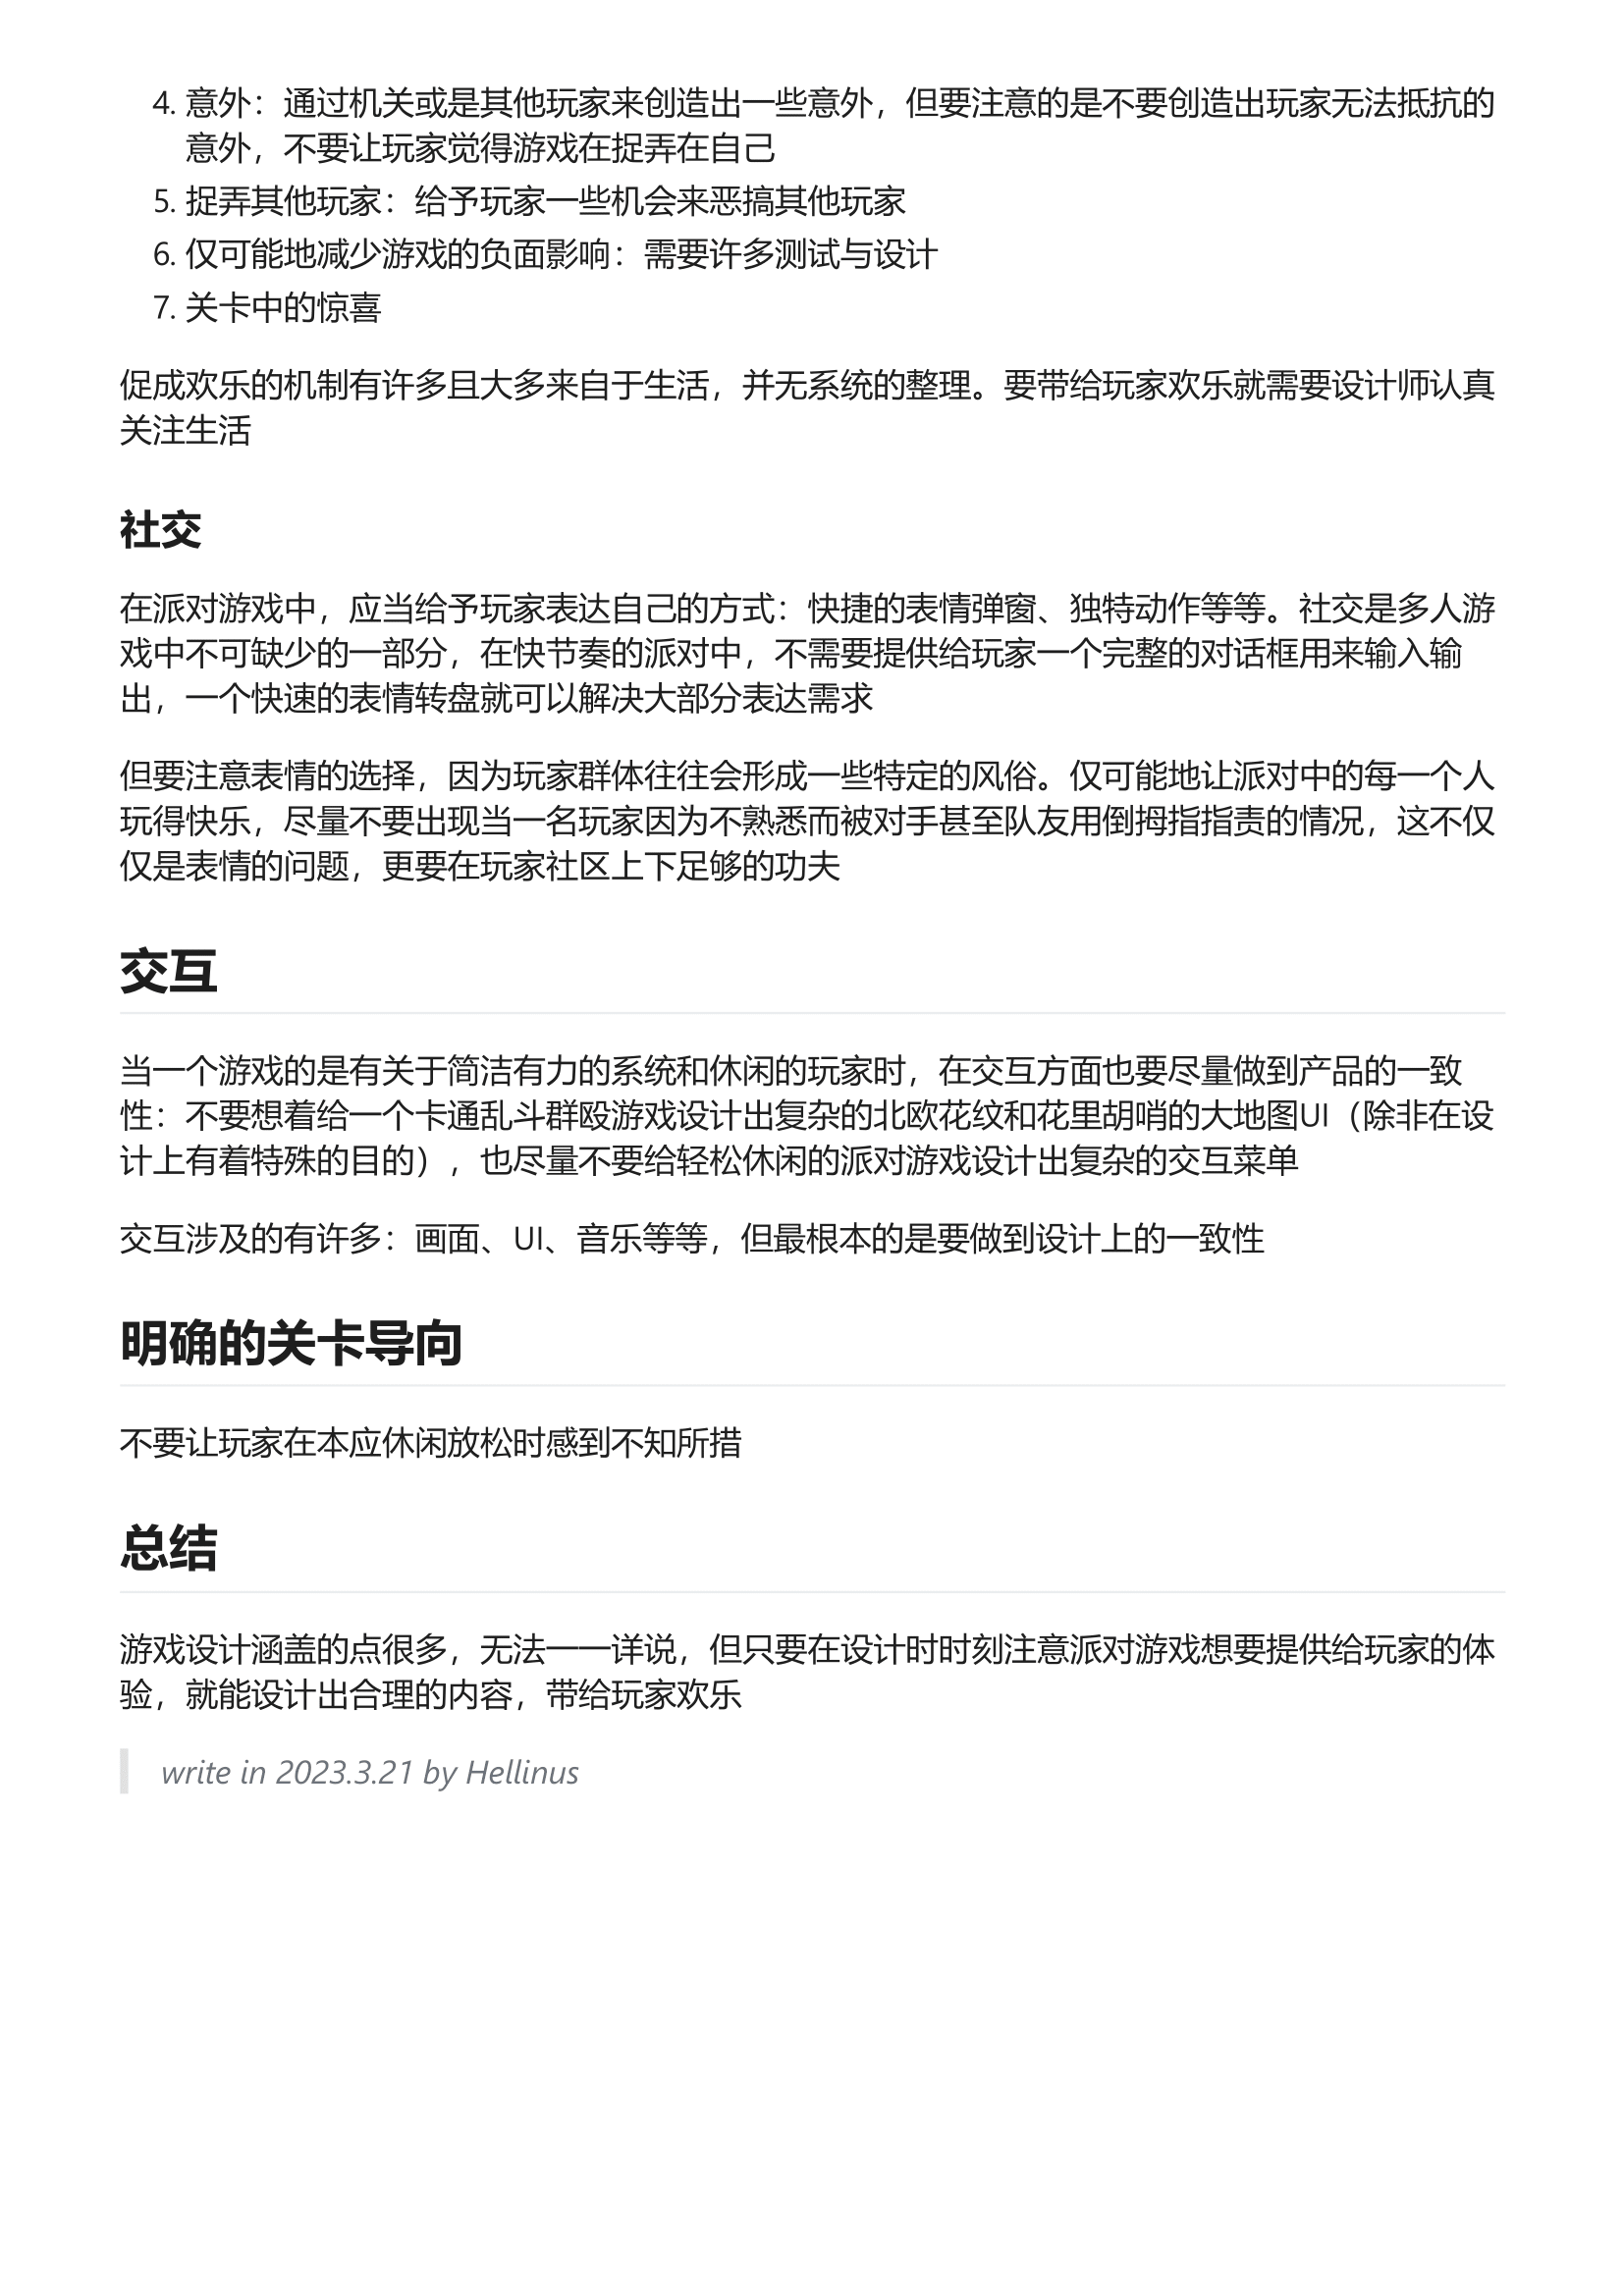 4. 意外：通过机关或是其他玩家来创造出一些意外，但要注意的是不要创造出玩家无法抵抗的
意外，不要让玩家觉得游戏在捉弄在自己
5. 捉弄其他玩家：给予玩家一些机会来恶搞其他玩家
6. 仅可能地减少游戏的负面影响：需要许多测试与设计
7. 关卡中的惊喜
促成欢乐的机制有许多且大多来自于生活，并无系统的整理。要带给玩家欢乐就需要设计师认真
关注生活
社交
在派对游戏中，应当给予玩家表达自己的方式：快捷的表情弹窗、独特动作等等。社交是多人游
戏中不可缺少的一部分，在快节奏的派对中，不需要提供给玩家一个完整的对话框用来输入输
出，一个快速的表情转盘就可以解决大部分表达需求
但要注意表情的选择，因为玩家群体往往会形成一些特定的风俗。仅可能地让派对中的每一个人
玩得快乐，尽量不要出现当一名玩家因为不熟悉而被对手甚至队友用倒拇指指责的情况，这不仅
仅是表情的问题，更要在玩家社区上下足够的功夫
交互
当一个游戏的是有关于简洁有力的系统和休闲的玩家时，在交互方面也要尽量做到产品的一致
性：不要想着给一个卡通乱斗群殴游戏设计出复杂的北欧花纹和花里胡哨的大地图UI（除非在设
计上有着特殊的目的），也尽量不要给轻松休闲的派对游戏设计出复杂的交互菜单
交互涉及的有许多：画面、UI、音乐等等，但最根本的是要做到设计上的一致性
明确的关卡导向
不要让玩家在本应休闲放松时感到不知所措
总结
游戏设计涵盖的点很多，无法一一详说，但只要在设计时时刻注意派对游戏想要提供给玩家的体
验，就能设计出合理的内容，带给玩家欢乐
write in 2023.3.21 by Hellinus